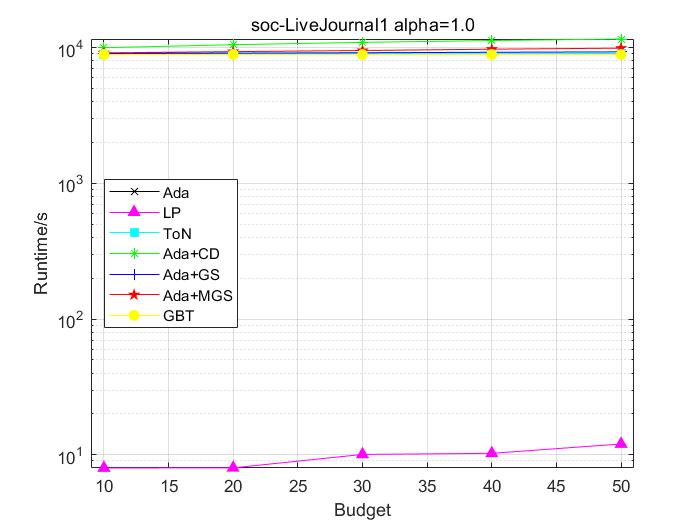 soc-LiveJournal1 alpha=1.0
10^4
10^3
10^2
10^1
Runtime/s
Ada
LP
ToN
Ada+CD
Ada+GS
Ada+MGS
GBT
10 15 20 25 30 35 40 45 50
Budget